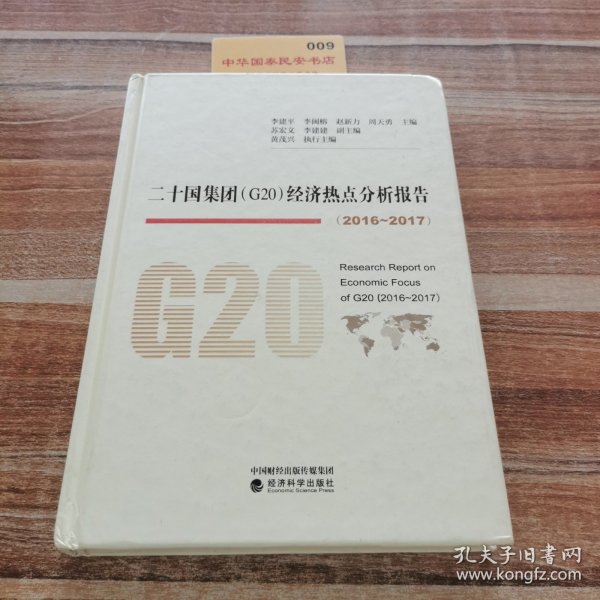 009
中华国泰民安书店
李建平 李闽榕 赵新力 周天勇 主编
苏宏文 李建建 副主编
黄茂兴 执行主编
二十国集团(G20)经济热点分析报告
(2016~2017)
G20
Research Report on
Economic Focus
of G20 (2016~2017)
中国财经出版传媒集团
经济科学出版社
Economic Science Press
孔夫子旧书网
www.kongfz.com